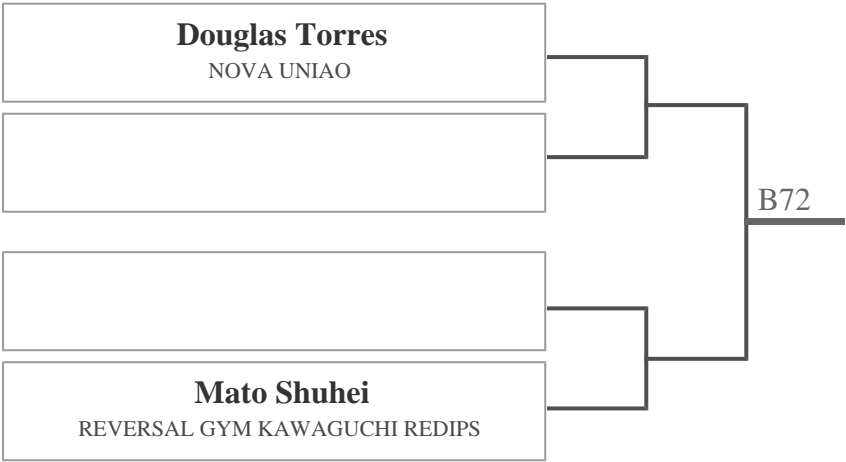 Douglas Torres
NOVA UNIAO
B72
Mato Shuhei
REVERSAL GYM KAWAGUCHI REDIPS